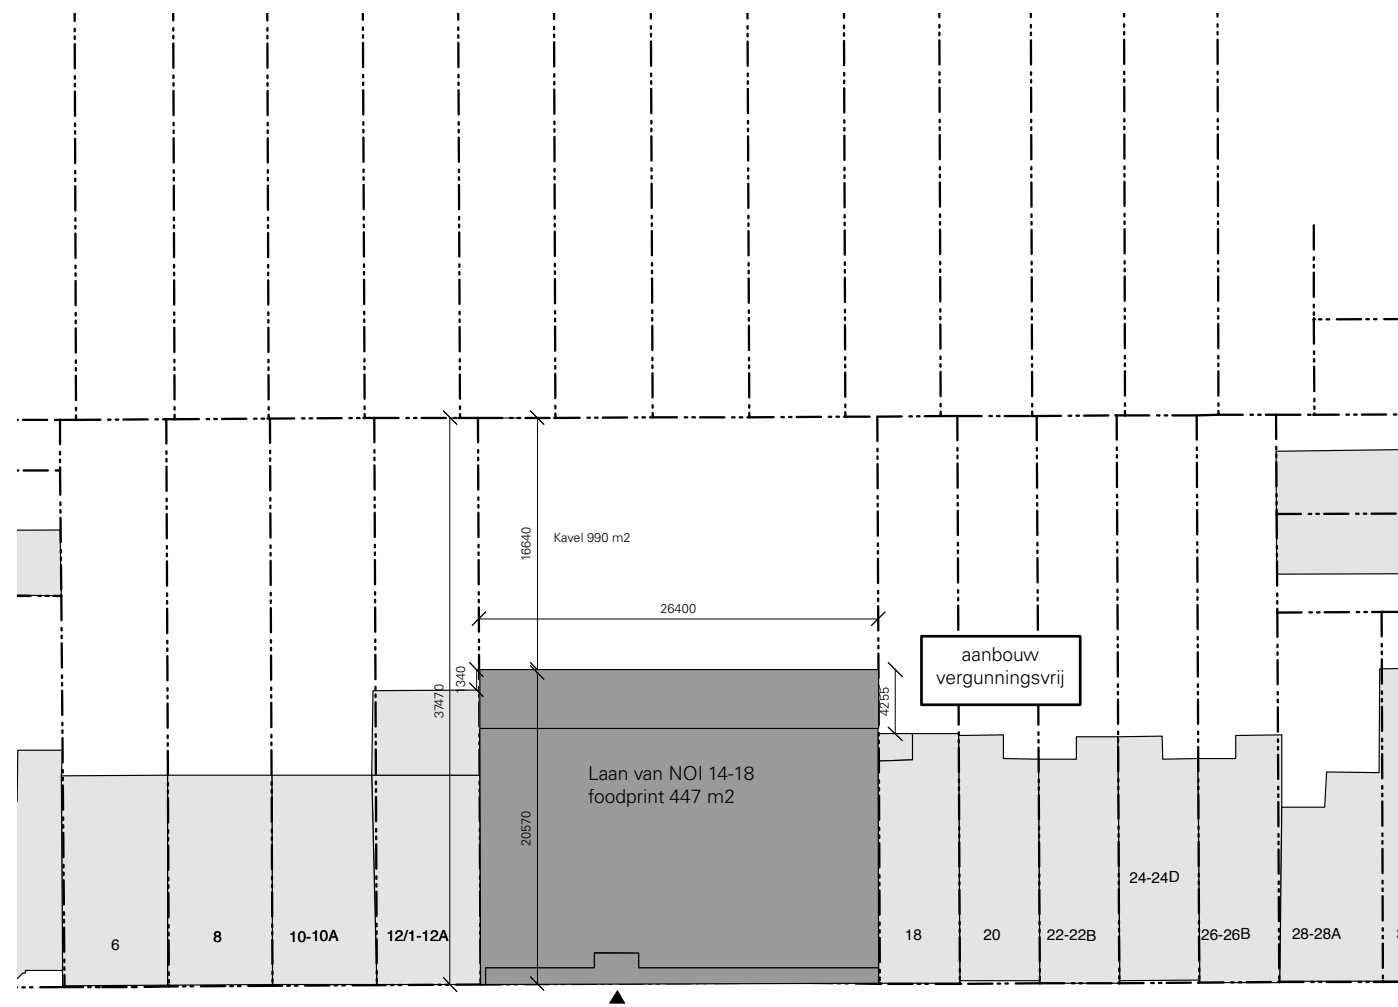 16640
Kavel 990 m2
26400
aanbouw
vergunningsvrij
1340
37470
4255
Laan van NOI 14-18
foodprint 447 m2
20570
24-24D
6
8
10-10A
12/1-12A
18
20
22-22B
26-26B
28-28A